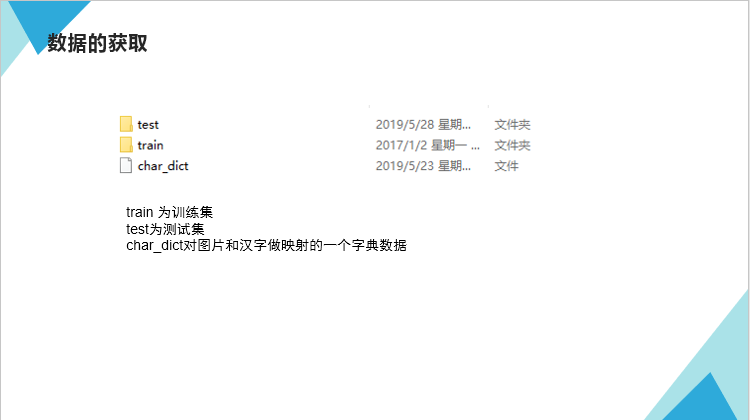 数据的获取
test 2019/5/28 星期... 文件夹
train 2017/1/2 星期一 ... 文件夹
char_dict 2019/5/23 星期... 文件
train 为训练集
test为测试集
char_dict对图片和汉字做映射的一个字典数据